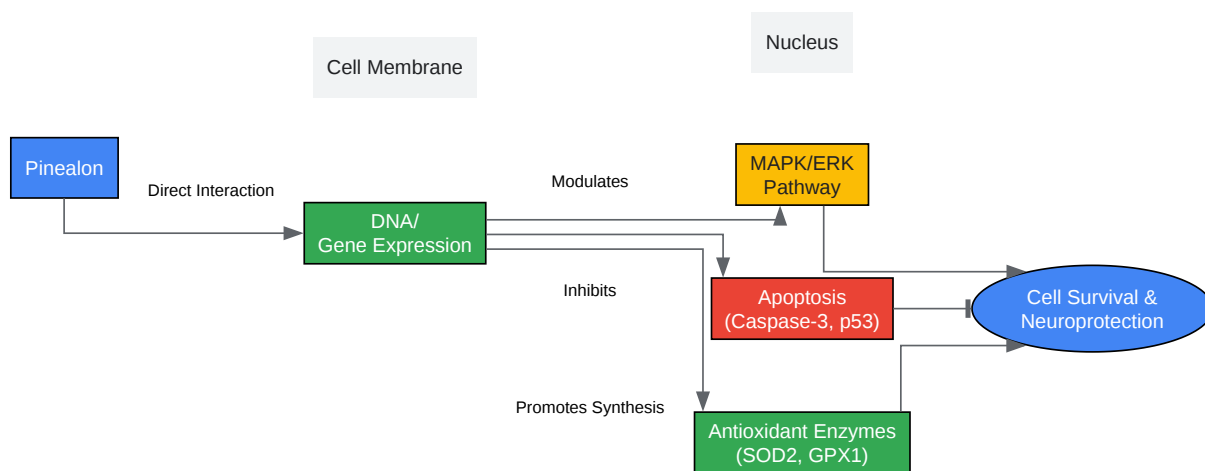 Nucleus
Cell Membrane
Pinealon
Direct Interaction
Modulates
MAPK/ERK
Pathway
DNA/
Gene Expression
Inhibits
Apoptosis
(Caspase-3, p53)
Cell Survival &
Neuroprotection
Promotes Synthesis
Antioxidant Enzymes
(SOD2, GPX1)